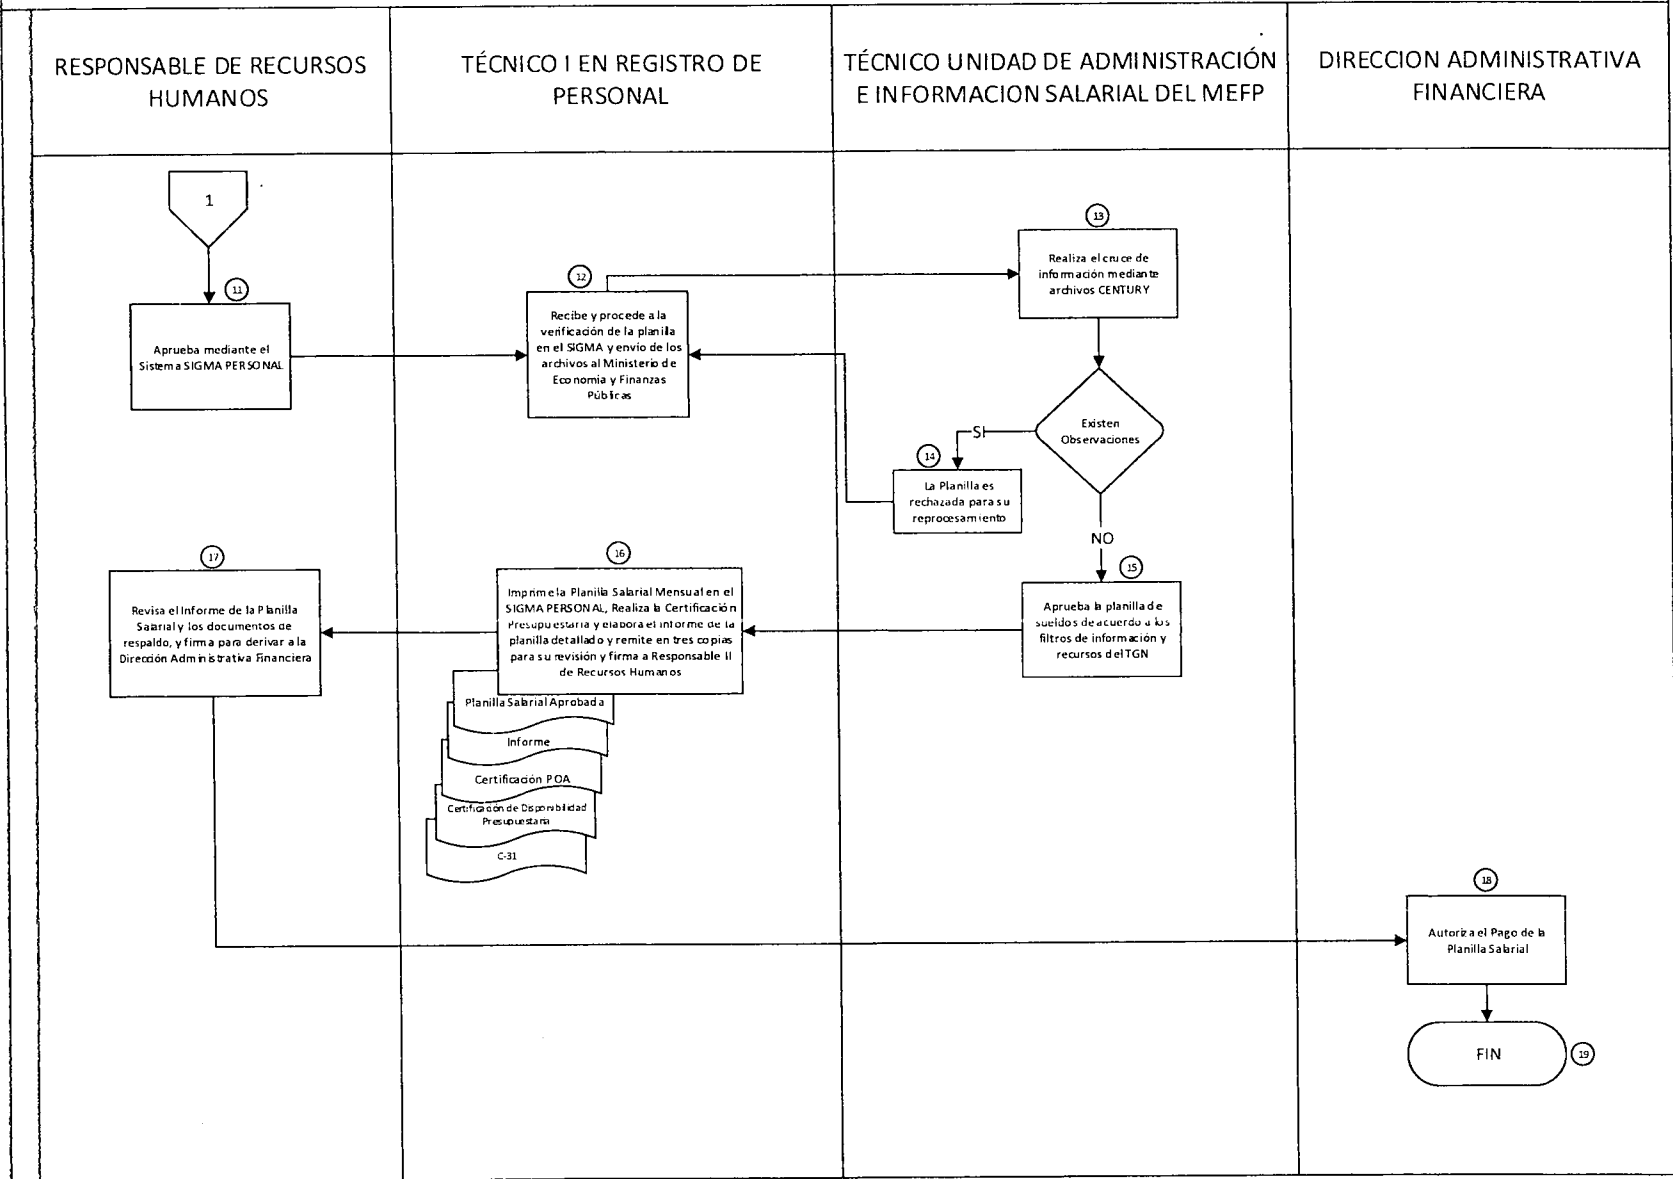 RESPONSABLE DE RECURSOS
HUMANOS
TÉCNICO I EN REGISTRO DE
PERSONAL
TÉCNICO UNIDAD DE ADMINISTRACIÓN
E INFORMACION SALARIAL DEL MEFP
DIRECCION ADMINISTRATIVA
FINANCIERA
1
11
Aprueba mediante el
Sistema SIGMA PERSONAL
12
Recibe y procede a la
verificación de la planilla
en el SIGMA y envio de los
archivos al Ministerio de
Economia y Finanzas
Públicas
13
Realiza el cruce de
información mediante
archivos CENTURY
Existen
Observaciones
SI
14
La Planilla es
rechazada para su
reprocesamiento
NO
15
Aprueba la planilla de
sueldos de acuerdo a los
filtros de información y
recursos del TGN
16
Imprime la Planilla Salarial Mensual en el
SIGMA PERSONAL, Realiza la Certificación
Presupuestaria y elabora el informe de la
planilla detallado y remite en tres copias
para su revisión y firma a Responsable II
de Recursos Humanos
Planilla Salarial Aprobada
Informe
Certificación POA
Certificación de Disponibilidad
Presupuestaria
C-31
17
Revisa el Informe de la Planilla
Salarial y los documentos de
respaldo, y firma para derivar a la
Dirección Administrativa Financiera
18
Autoriza el Pago de la
Planilla Salarial
FIN
19